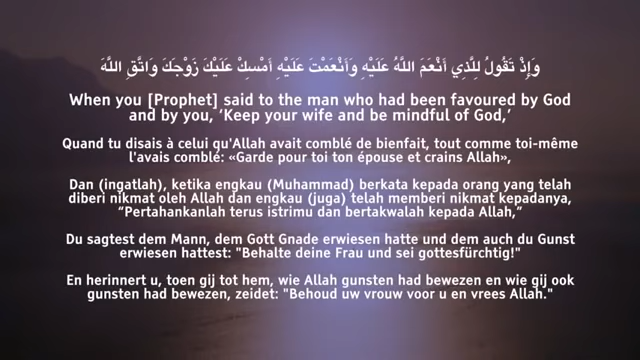 وَإِذْ تَقُولُ لِلَّذِي أَنْعَمَ اللَّهُ عَلَيْهِ وَأَنْعَمْتَ عَلَيْهِ أَمْسِكْ عَلَيْكَ زَوْجَكَ وَاتَّقِ اللَّهَ
When you [Prophet] said to the man who had been favoured by God
and by you, ‘Keep your wife and be mindful of God,’
Quand tu disais à celui qu'Allah avait comblé de bienfait, tout comme toi-même
l'avais comblé: «Garde pour toi ton épouse et crains Allah»,
Dan (ingatlah), ketika engkau (Muhammad) berkata kepada orang yang telah
diberi nikmat oleh Allah dan engkau (juga) telah memberi nikmat kepadanya,
“Pertahankanlah terus istrimu dan bertakwalah kepada Allah,”
Du sagtest dem Mann, dem Gott Gnade erwiesen hatte und dem auch du Gunst
erwiesen hattest: "Behalte deine Frau und sei gottesfürchtig!"
En herinnert u, toen gij tot hem, wie Allah gunsten had bewezen en wie gij ook
gunsten had bewezen, zeidet: "Behoud uw vrouw voor u en vrees Allah."